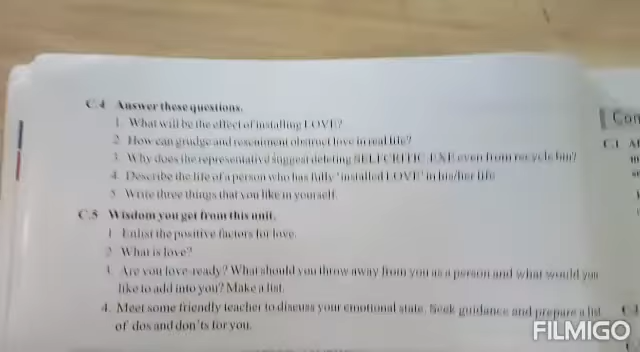 C.4 Answer these questions.
1. What will be the effect of installing LOVE?
2. How can grudge and resentment obstruct love in real life?
3. Why does the representative suggest deleting SELFCRITIC.EXE even from recycle bin?
4. Describe the life of a person who has fully 'installed LOVE' in his/her life
5. Write three things that you like in yourself.
C.5 Wisdom you get from this unit.
1. Enlist the positive factors for love.
2. What is love?
3. Are you love-ready? What should you throw away from you as a person and what would you
like to add into you? Make a list.
4. Meet some friendly teacher to discuss your emotional state. Seek guidance and prepare a list
of dos and don'ts for you.
[ Con
C.1
FILMIGO